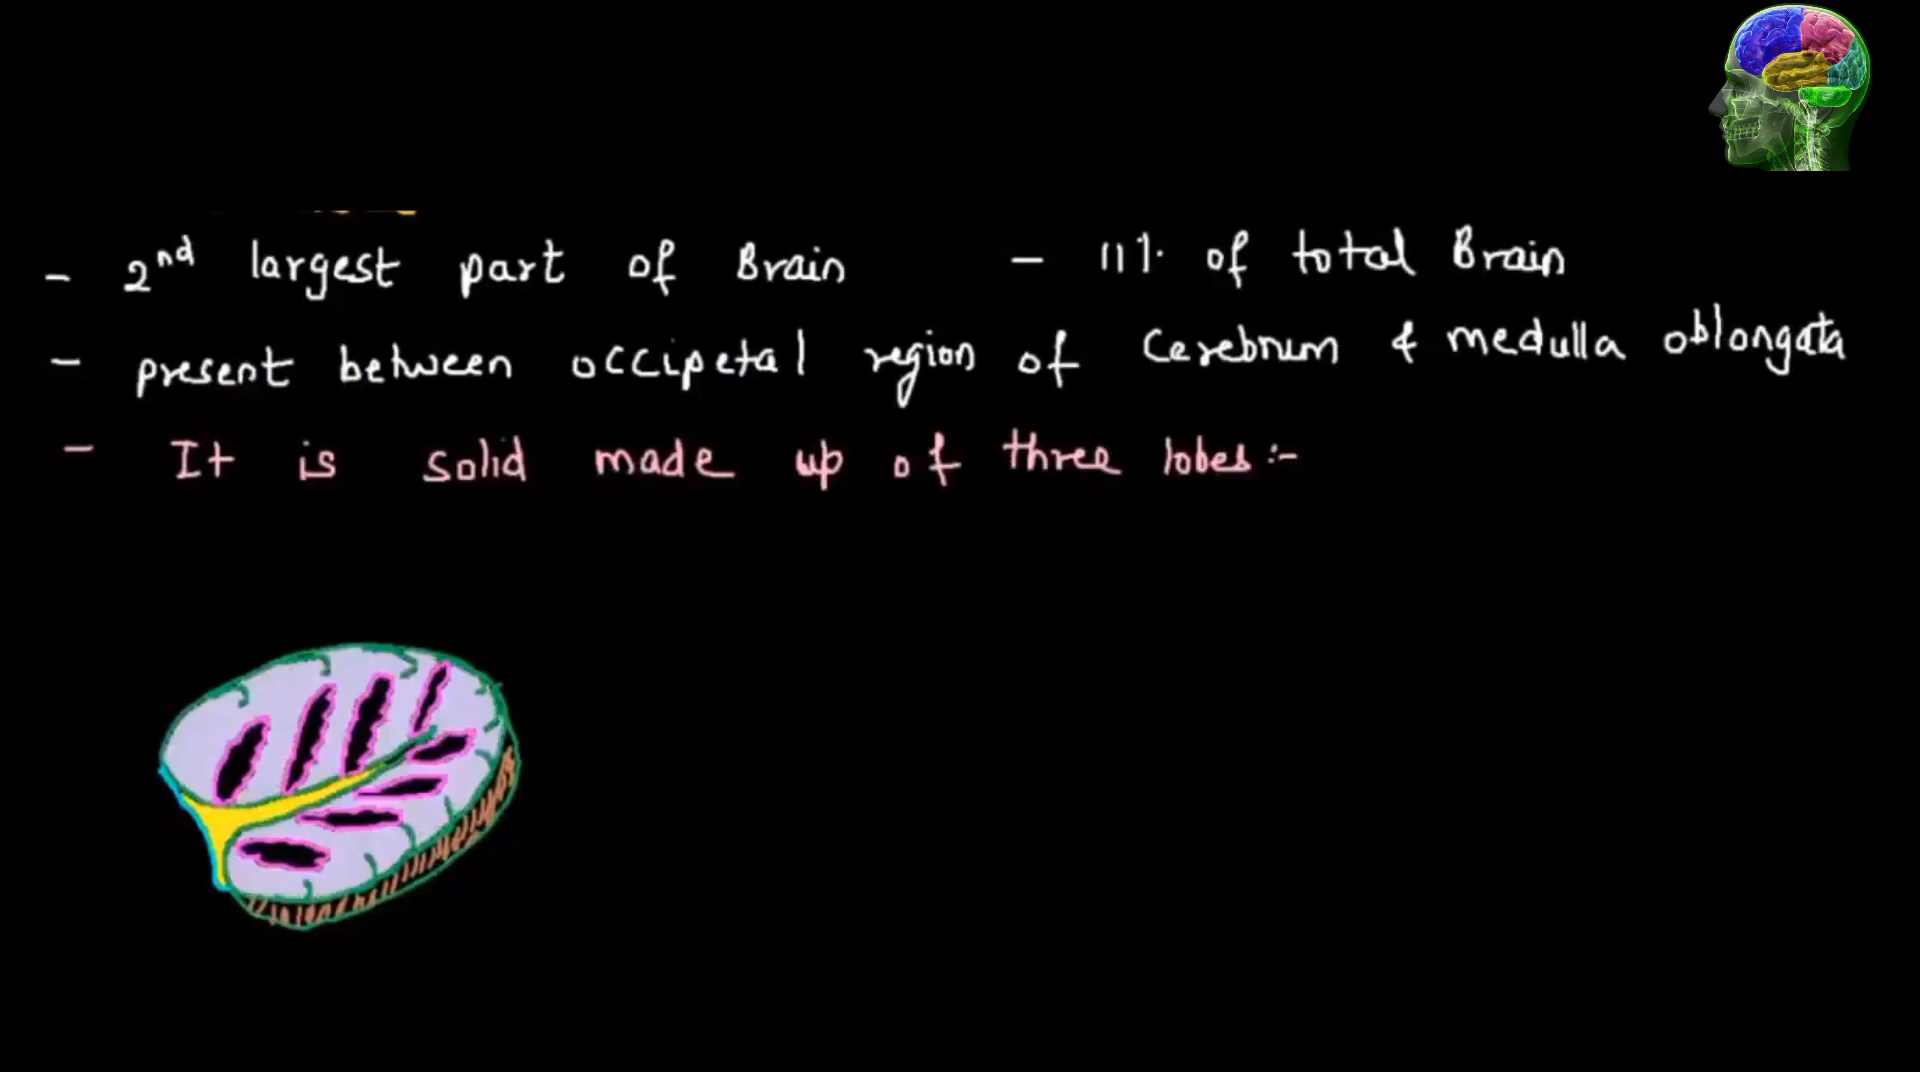 - 2nd largest part of Brain - 11% of total Brain
- present between occipetal region of Cerebrum & medulla oblongata
- It is solid made up of three lobes :-